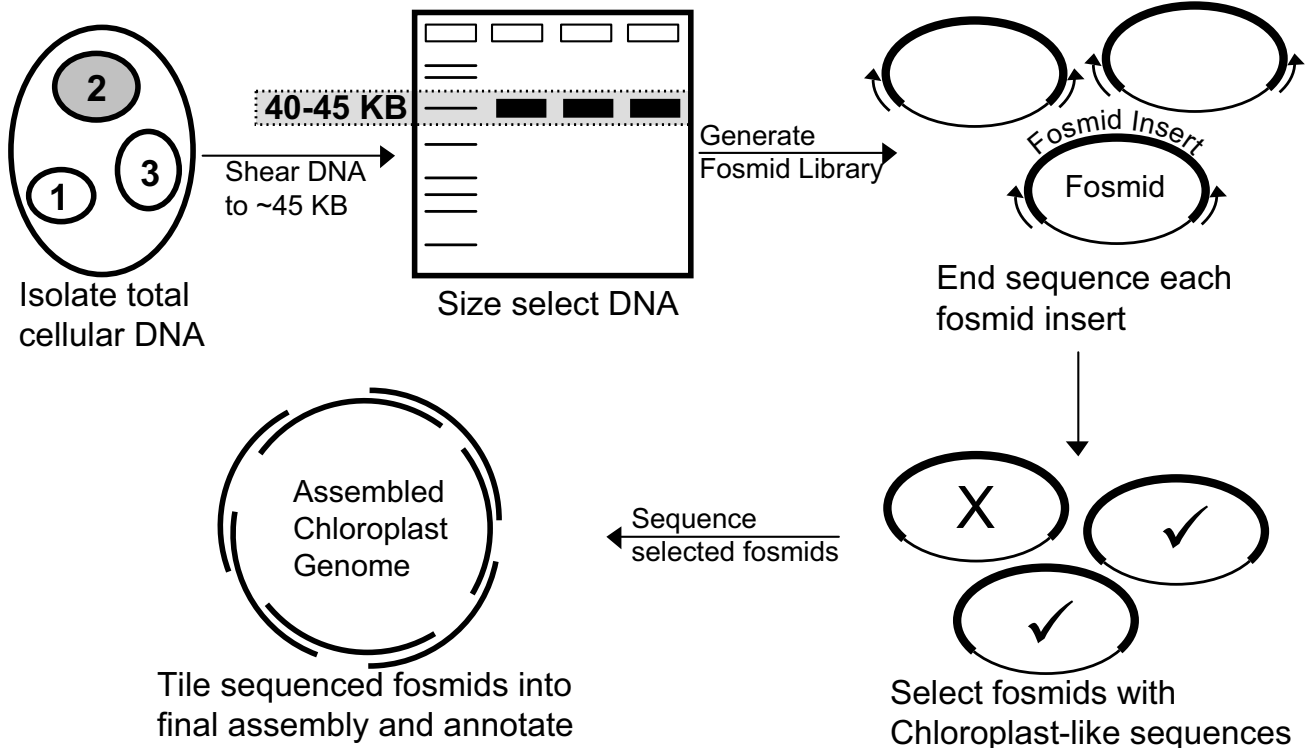 2
3
1
Isolate total
cellular DNA
Shear DNA
to ~45 KB
40-45 KB
Size select DNA
Generate
Fosmid Library
Fosmid Insert
Fosmid
End sequence each
fosmid insert
X
Select fosmids with
Chloroplast-like sequences
Sequence
selected fosmids
Assembled
Chloroplast
Genome
Tile sequenced fosmids into
final assembly and annotate